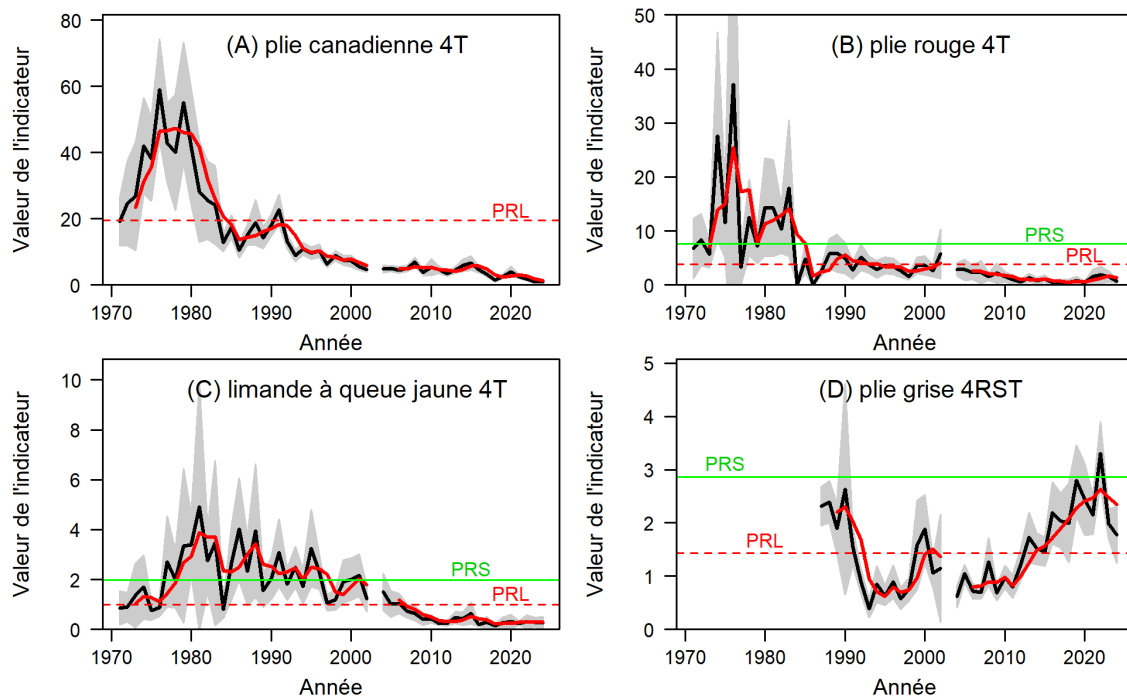 (A) plie canadienne 4T
Valeur de l'indicateur
80
60
40
20
0
PRL
1970 1980 1990 2000 2010 2020
Année
(B) plie rouge 4T
Valeur de l'indicateur
50
40
30
20
10
0
PRS
PRL
1970 1980 1990 2000 2010 2020
Année
(C) limande à queue jaune 4T
Valeur de l'indicateur
10
8
6
4
2
0
PRS
PRL
1970 1980 1990 2000 2010 2020
Année
(D) plie grise 4RST
Valeur de l'indicateur
5
4
3
2
1
0
PRS
PRL
1970 1980 1990 2000 2010 2020
Année